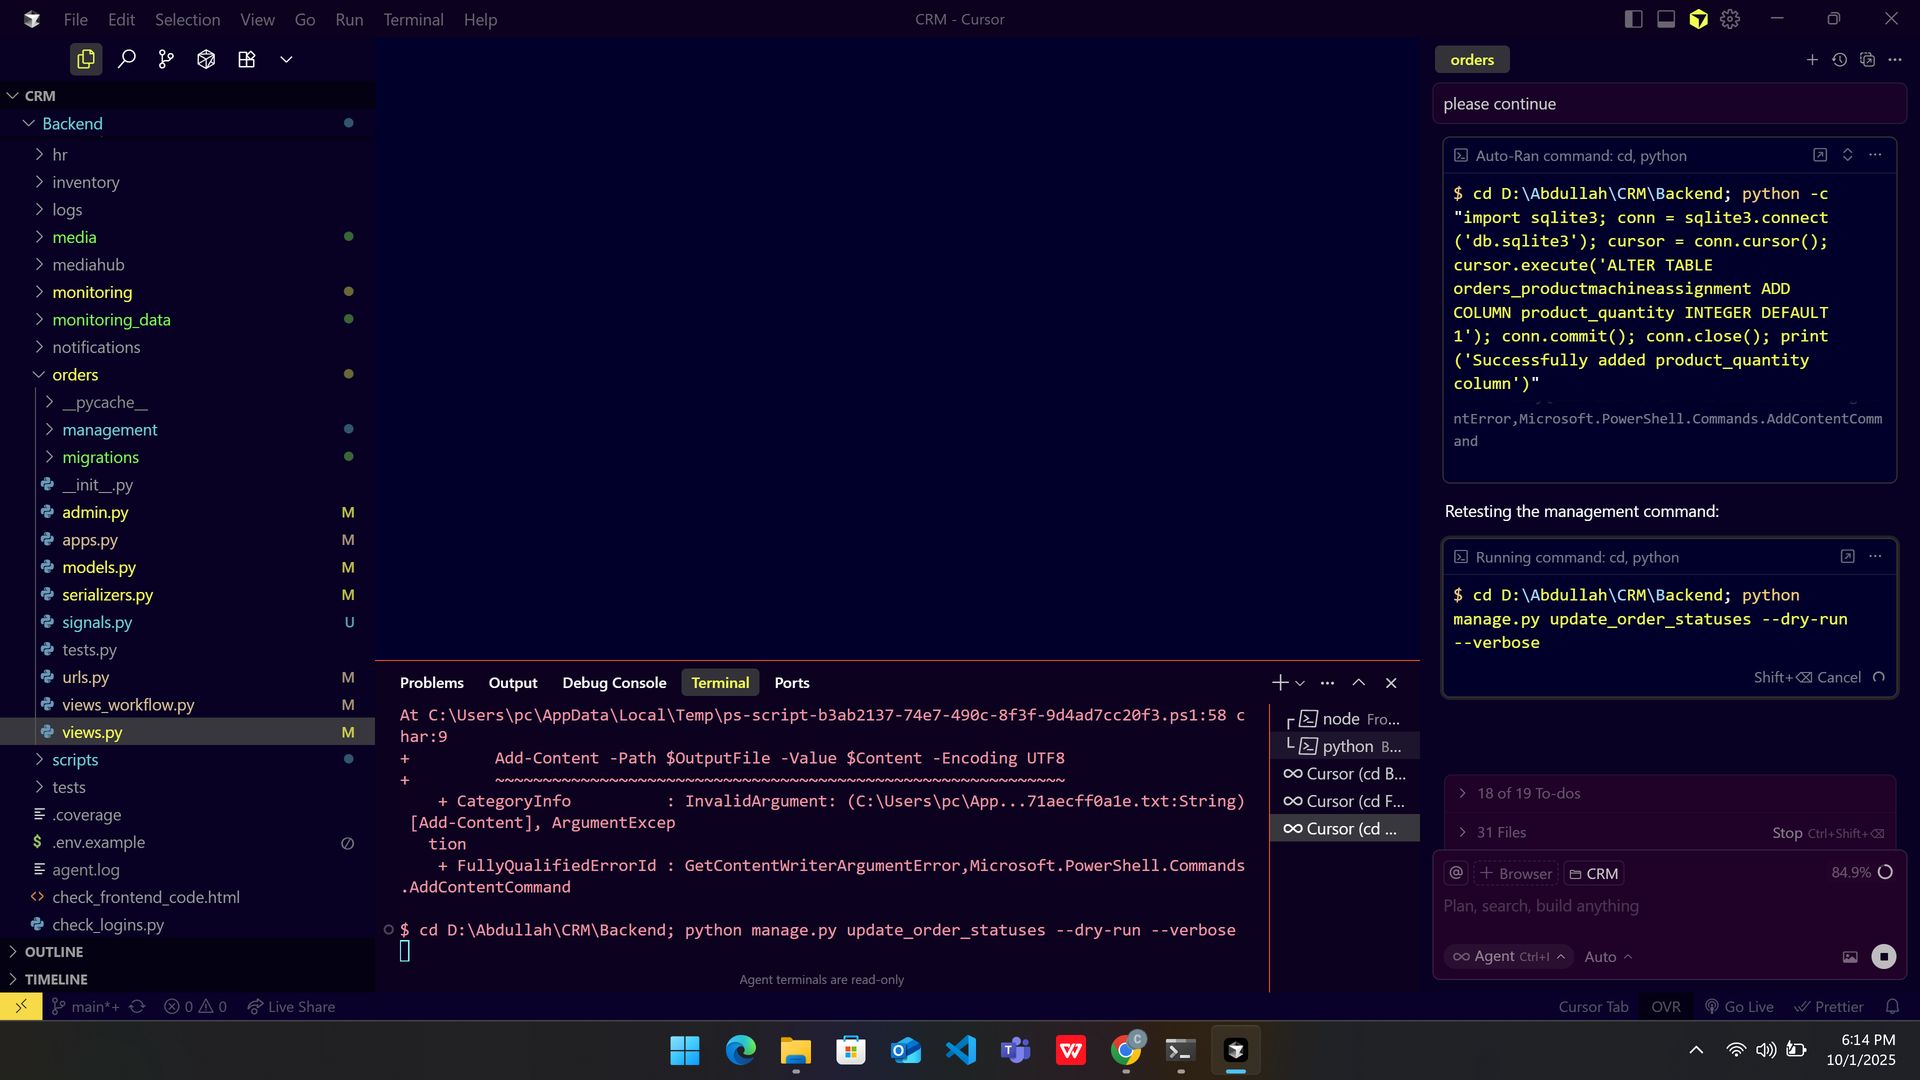 File Edit Selection View Go Run Terminal Help
CRM - Cursor
CRM
Backend
hr
inventory
logs
media
mediahub
monitoring
monitoring_data
notifications
orders
__pycache__
management
migrations
__init__.py
admin.py M
apps.py M
models.py M
serializers.py M
signals.py U
tests.py
urls.py M
views_workflow.py M
views.py M
scripts
tests
.coverage
$ .env.example
agent.log
check_frontend_code.html
check_logins.py
OUTLINE
TIMELINE
Problems Output Debug Console Terminal Ports
At C:\Users\pc\AppData\Local\Temp\ps-script-b3ab2137-74e7-490c-8f3f-9d4ad7cc20f3.ps1:58 c
har:9
+         Add-Content -Path $OutputFile -Value $Content -Encoding UTF8
+         ~~~~~~~~~~~~~~~~~~~~~~~~~~~~~~~~~~~~~~~~~~~~~~~~~~~~~~~~~~~~
    + CategoryInfo          : InvalidArgument: (C:\Users\pc\App...71aecff0a1e.txt:String)
 [Add-Content], ArgumentExcep
   tion
    + FullyQualifiedErrorId : GetContentWriterArgumentError,Microsoft.PowerShell.Commands
.AddContentCommand
$ cd D:\Abdullah\CRM\Backend; python manage.py update_order_statuses --dry-run --verbose
Agent terminals are read-only
node Fro...
python B...
Cursor (cd B...
Cursor (cd F...
Cursor (cd ...
orders
please continue
Auto-Ran command: cd, python
$ cd D:\Abdullah\CRM\Backend; python -c
"import sqlite3; conn = sqlite3.connect
('db.sqlite3'); cursor = conn.cursor();
cursor.execute('ALTER TABLE
orders_productmachineassignment ADD
COLUMN product_quantity INTEGER DEFAULT
1'); conn.commit(); conn.close(); print
('Successfully added product_quantity
column')"
ntError,Microsoft.PowerShell.Commands.AddContentComm
and
Retesting the management command:
Running command: cd, python
$ cd D:\Abdullah\CRM\Backend; python
manage.py update_order_statuses --dry-run
--verbose
Shift+⌫ Cancel
18 of 19 To-dos
31 Files Stop Ctrl+Shift+⌫
@ + Browser CRM 84.9%
Plan, search, build anything
∞ Agent Ctrl+I Auto
main*+ 0 0 Live Share
Cursor Tab OVR Go Live Prettier
6:14 PM
10/1/2025